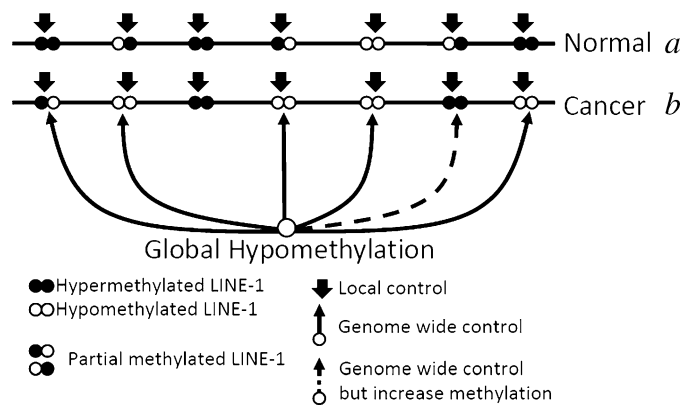 Normal a
Cancer b
Global Hypomethylation
Hypermethylated LINE-1
Hypomethylated LINE-1
Partial methylated LINE-1
Local control
Genome wide control
Genome wide control
but increase methylation